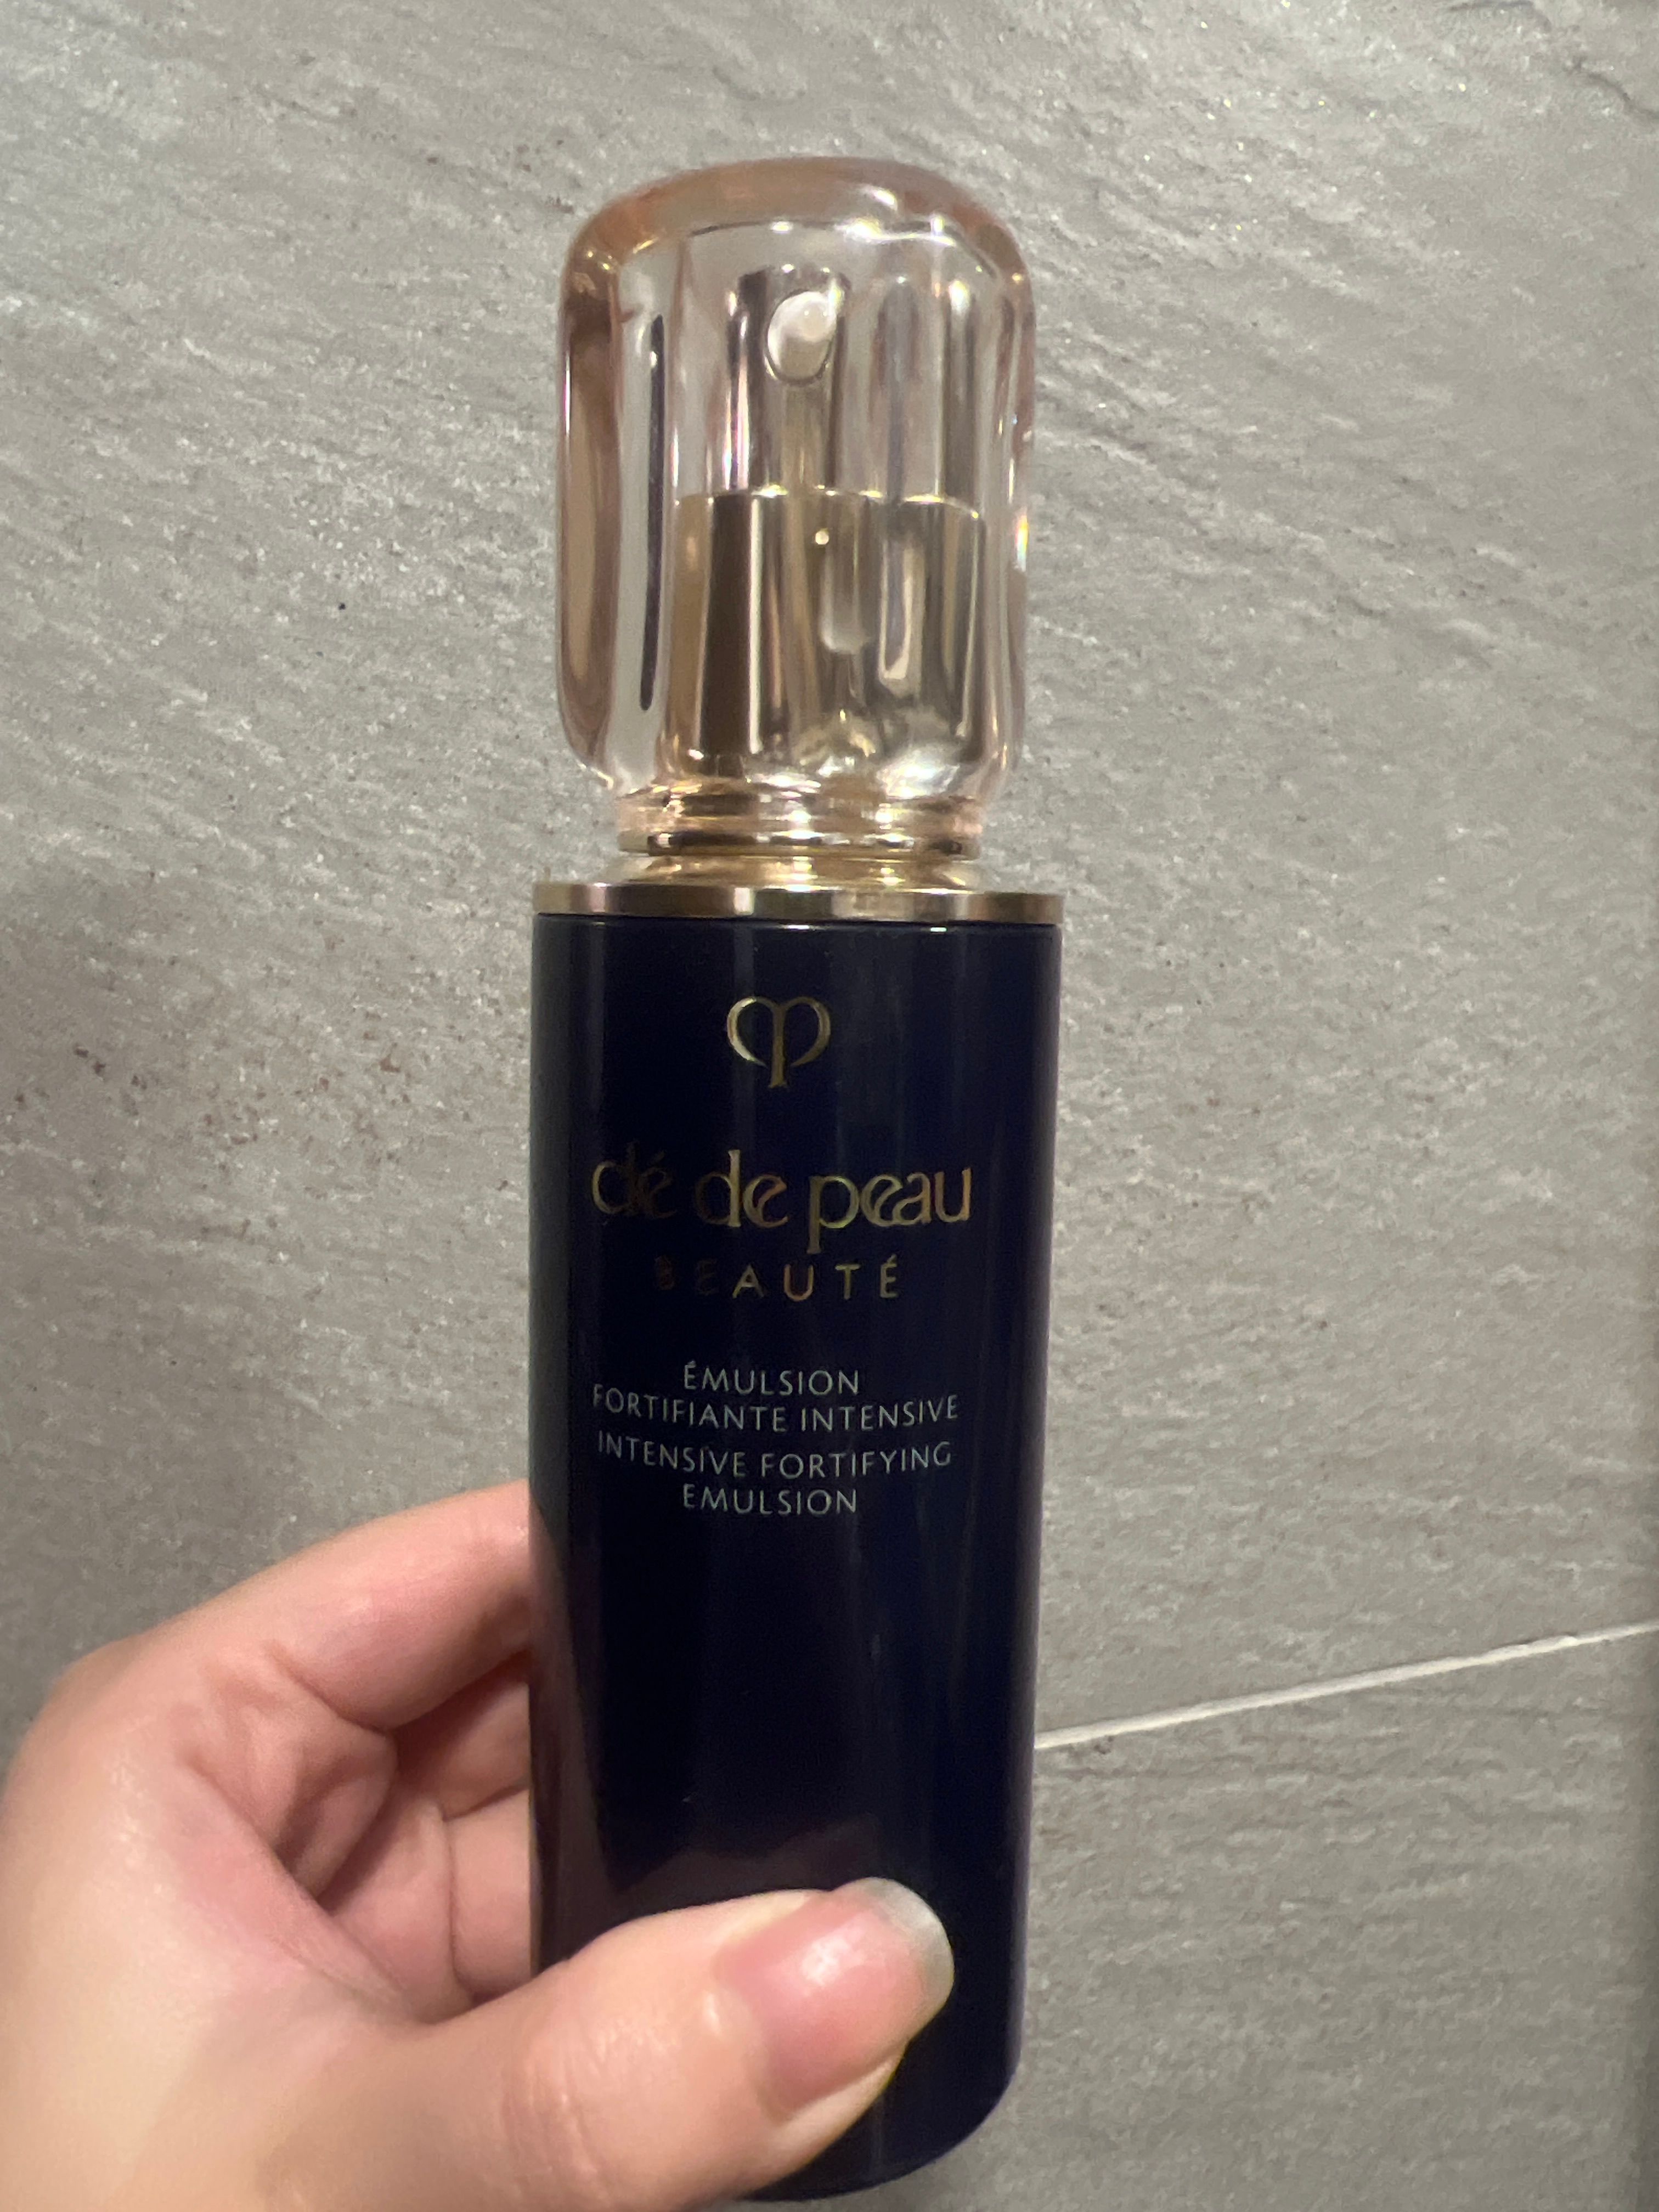 clé de peau
BEAUTÉ
ÉMULSION
FORTIFIANTE INTENSIVE
INTENSIVE FORTIFYING
EMULSION